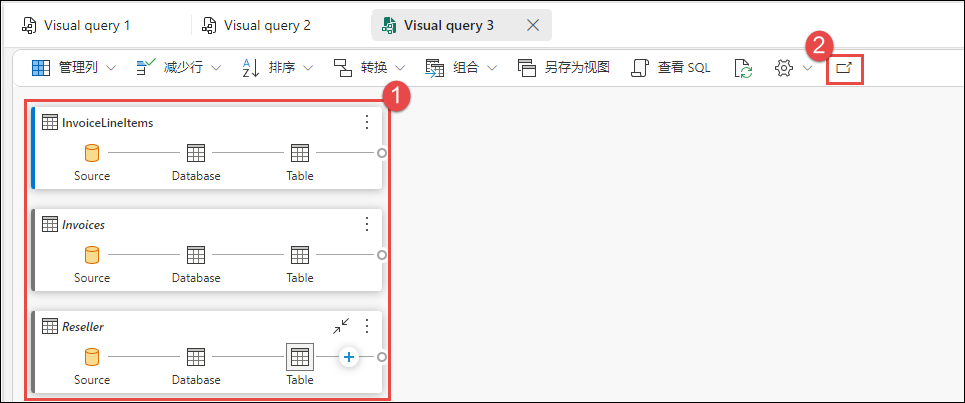 Visual query 1
Visual query 2
Visual query 3
2
管理列
减少行
排序
转换
组合
另存为视图
查看 SQL
1
InvoiceLineItems
Source
Database
Table
Invoices
Source
Database
Table
Reseller
Source
Database
Table